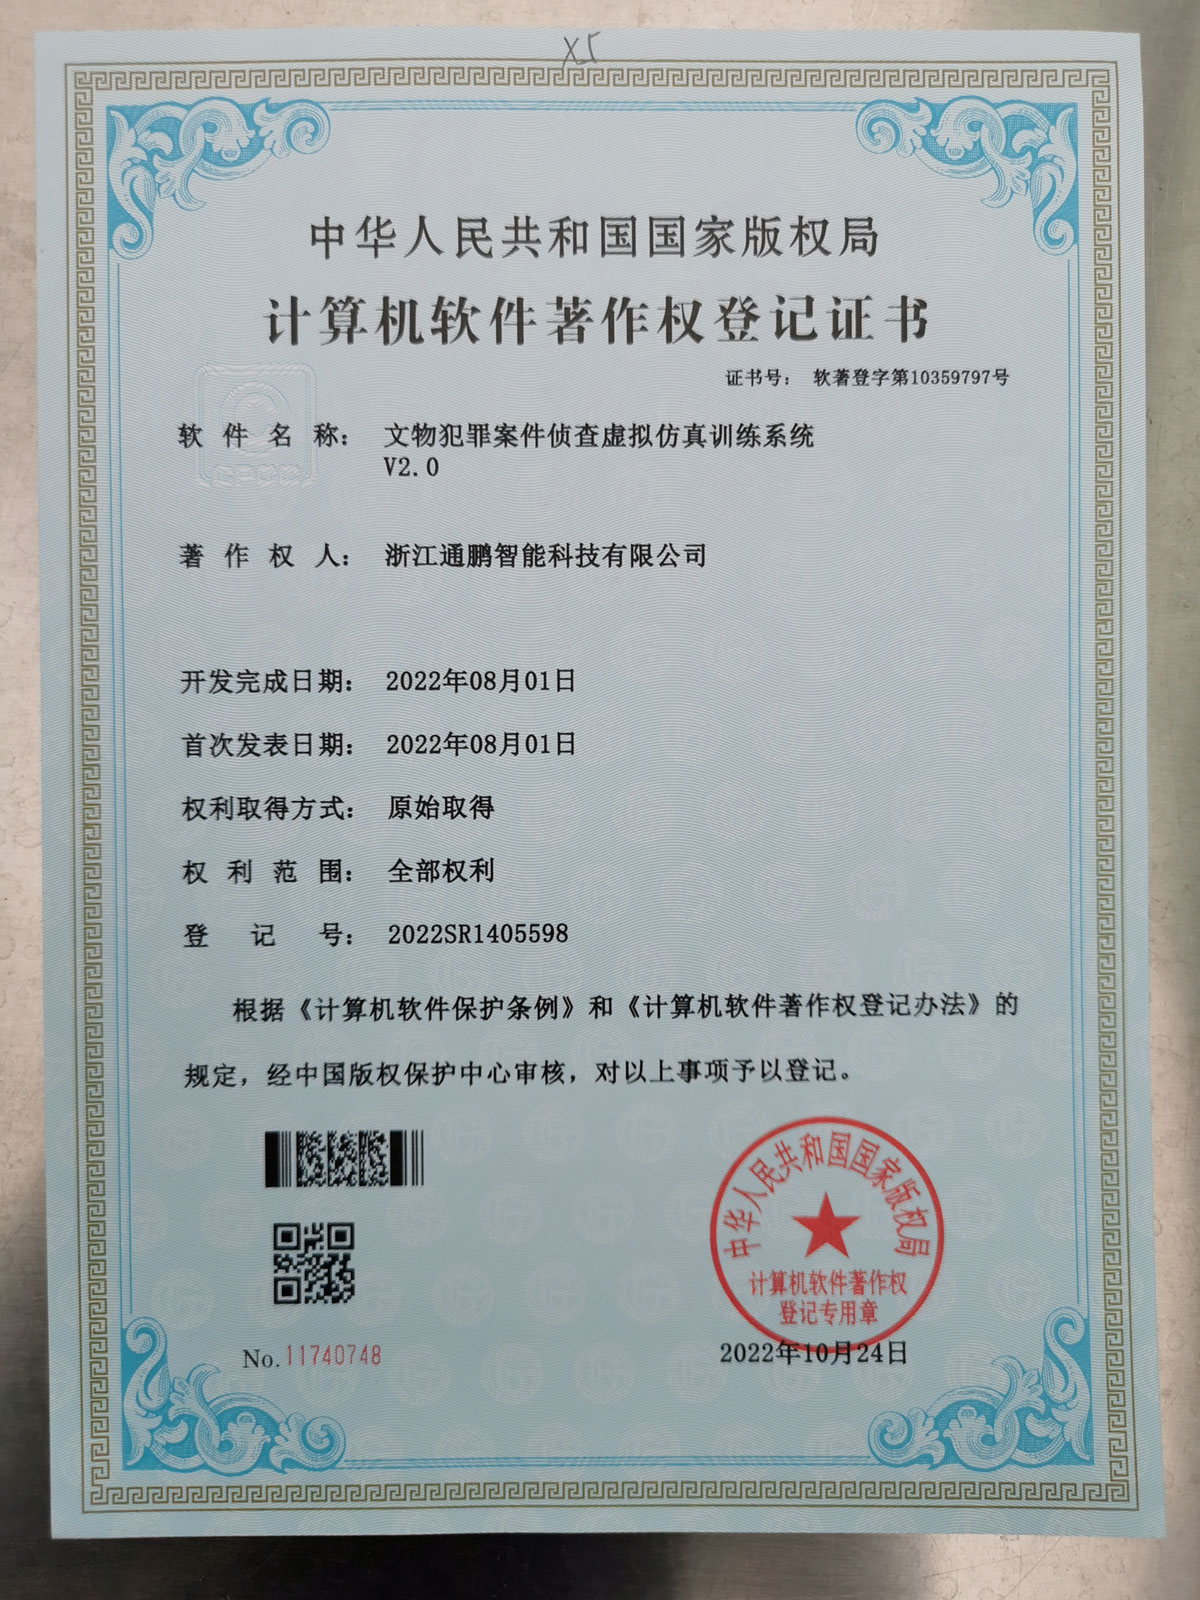 中华人民共和国国家版权局
计算机软件著作权登记证书
证书号： 软著登字第10359797号
软件名称： 文物犯罪案件侦查虚拟仿真训练系统
V2.0
著作权人： 浙江通鹏智能科技有限公司
开发完成日期： 2022年08月01日
首次发表日期： 2022年08月01日
权利取得方式： 原始取得
权利范围： 全部权利
登记号： 2022SR1405598
根据《计算机软件保护条例》和《计算机软件著作权登记办法》的
规定，经中国版权保护中心审核，对以上事项予以登记。
中华人民共和国国家版权局
计算机软件著作权
登记专用章
No.11740748
2022年10月24日